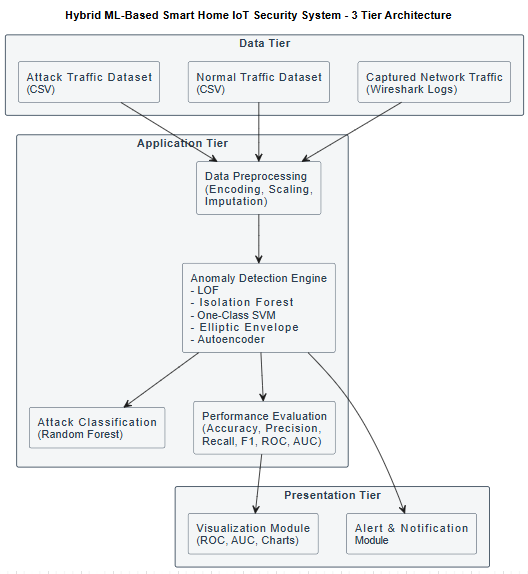 Hybrid ML-Based Smart Home IoT Security System - 3 Tier Architecture
Data Tier
Attack Traffic Dataset
(CSV)
Normal Traffic Dataset
(CSV)
Captured Network Traffic
(Wireshark Logs)
Application Tier
Data Preprocessing
(Encoding, Scaling,
Imputation)
Anomaly Detection Engine
- LOF
- Isolation Forest
- One-Class SVM
- Elliptic Envelope
- Autoencoder
Attack Classification
(Random Forest)
Performance Evaluation
(Accuracy, Precision,
Recall, F1, ROC, AUC)
Presentation Tier
Visualization Module
(ROC, AUC, Charts)
Alert & Notification
Module